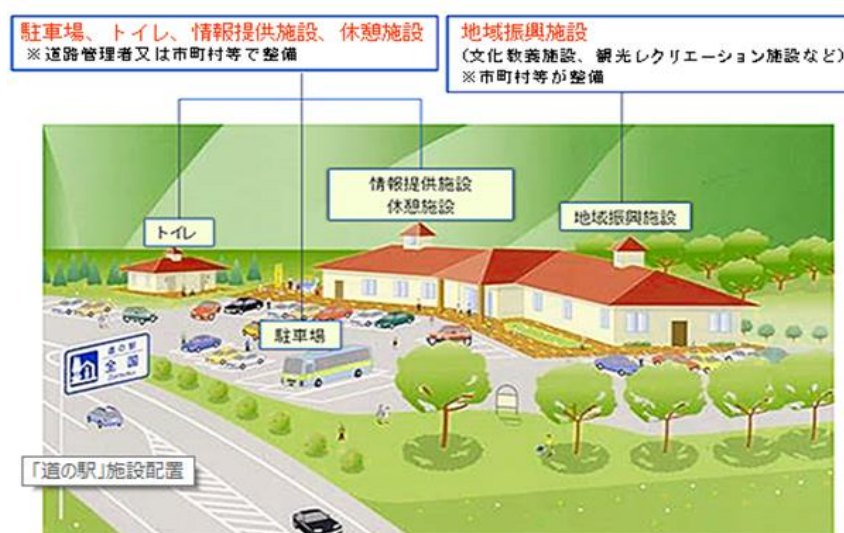 駐車場、トイレ、情報提供施設、休憩施設
※道路管理者又は市町村等で整備
地域振興施設
(文化教義施設、観光レクリエーション施設など)
※市町村等が整備
情報提供施設
休憩施設
トイレ
地域振興施設
駐車場
道の駅
全国
「道の駅」施設配置